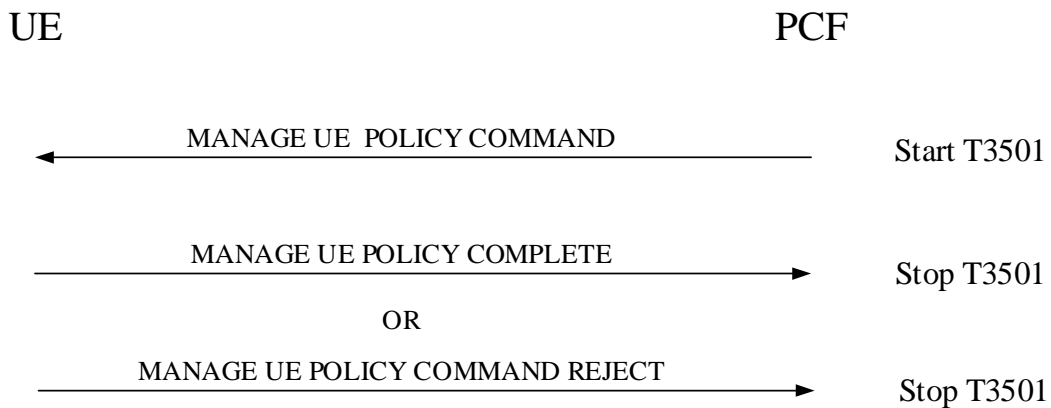 UE PCF
MANAGE UE POLICY COMMAND Start T3501
MANAGE UE POLICY COMPLETE Stop T3501
OR
MANAGE UE POLICY COMMAND REJECT Stop T3501